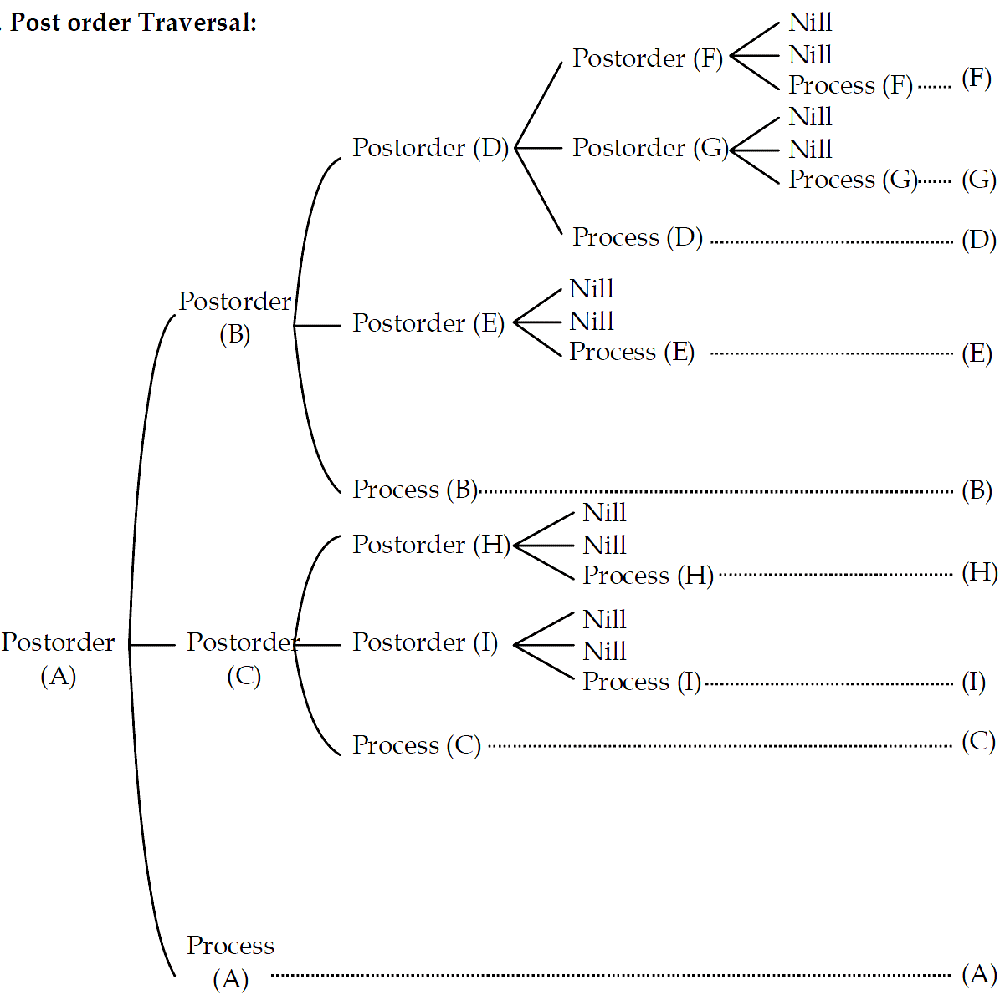 . Post order Traversal:
Nill
Postorder (F) Nill
Process (F) (F)
Nill
Postorder (D) Postorder (G) Nill
Process (G) (G)
Process (D) (D)
Nill
Postorder
(B)
Postorder (E) Nill
Process (E) (E)
Process (B) (B)
Nill
Postorder (H) Nill
Process (H) (H)
Nill
Postorder
(A)
Postorder
(C)
Postorder (I) Nill
Process (I) (I)
Process (C) (C)
Process
(A) (A)